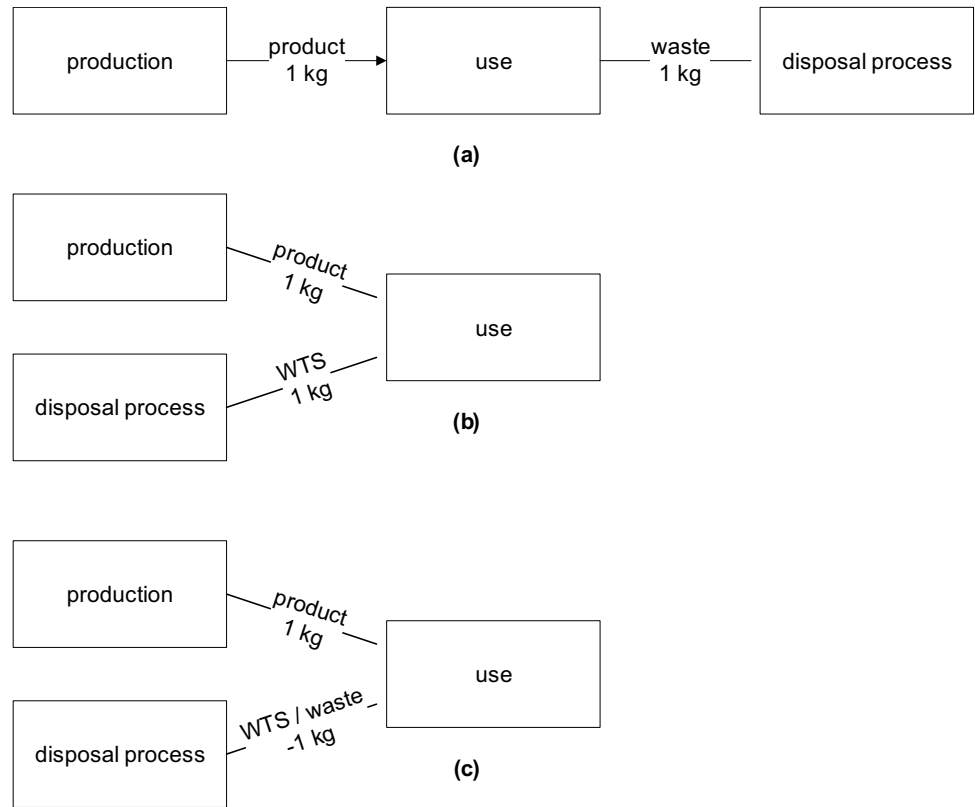 production
product
1 kg
use
waste
1 kg
disposal process
(a)
production
product
1 kg
use
disposal process
WTS
1 kg
(b)
production
product
1 kg
use
disposal process
WTS / waste
-1 kg
(c)